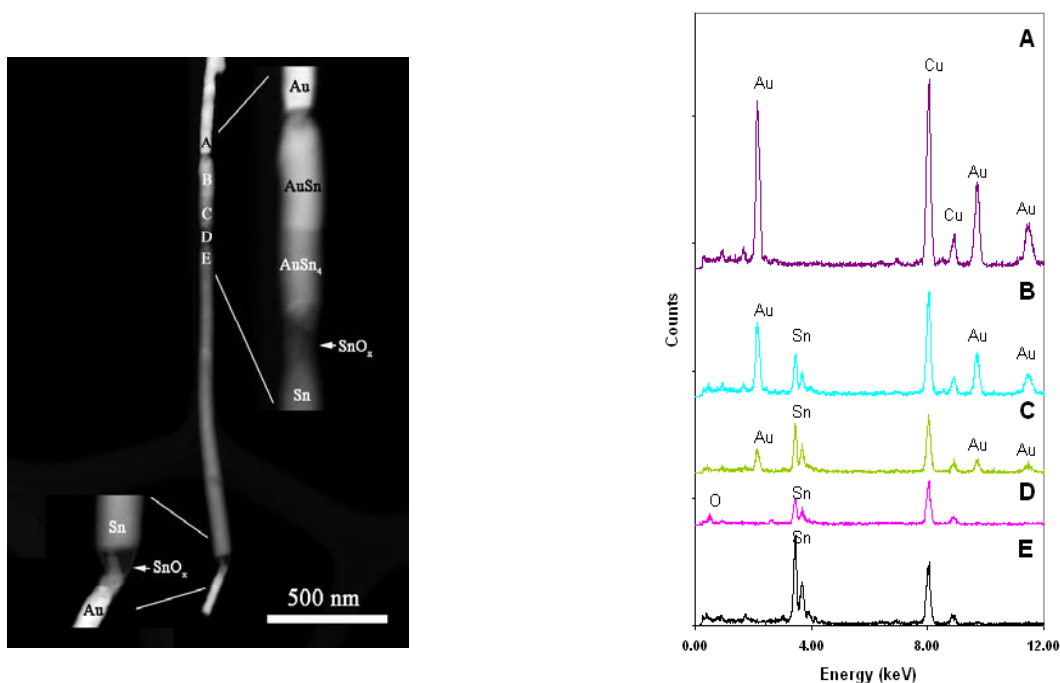 A
B
C
D
E
Au
AuSn
AuSn₄
SnOₓ
Sn
Sn
SnOₓ
Au
500 nm
A
Au
Cu
Cu
Au
Au
B
Au
Sn
Au
Au
C
Au
Sn
Au
Au
D
O
Sn
E
Sn
Counts
0.00 4.00 8.00 12.00
Energy (keV)